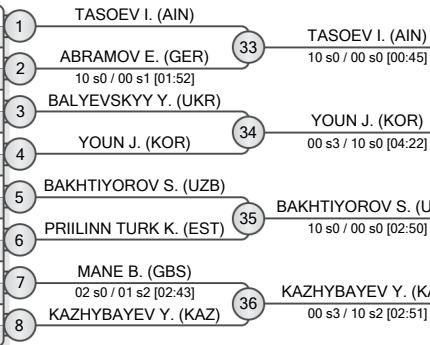 1
TASOEV I. (AIN)
33
TASOEV I. (AIN)
10 s0 / 00 s0 [00:45]
2
ABRAMOV E. (GER)
10 s0 / 00 s1 [01:52]
3
BALYEVSKYY Y. (UKR)
34
YOUN J. (KOR)
00 s3 / 10 s0 [04:22]
4
YOUN J. (KOR)
5
BAKHTIYOROV S. (UZB)
35
BAKHTIYOROV S. (U
10 s0 / 00 s0 [02:50]
6
PRIILINN TURK K. (EST)
7
MANE B. (GBS)
02 s0 / 01 s2 [02:43]
36
KAZHYBAYEV Y. (KA
00 s3 / 10 s2 [02:51]
8
KAZHYBAYEV Y. (KAZ)